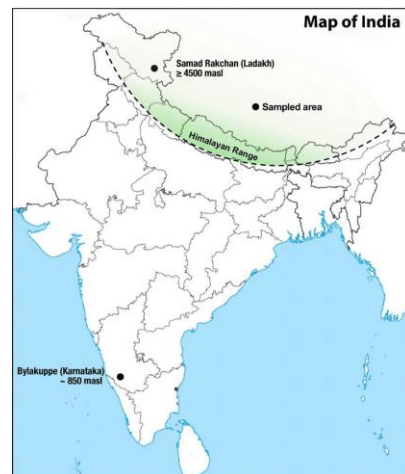 Map of India
Samad Rakchan (Ladakh)
≥ 4500 masl
Sampled area
Himalayan Range
Bylakuppe (Karnataka)
~ 850 masl